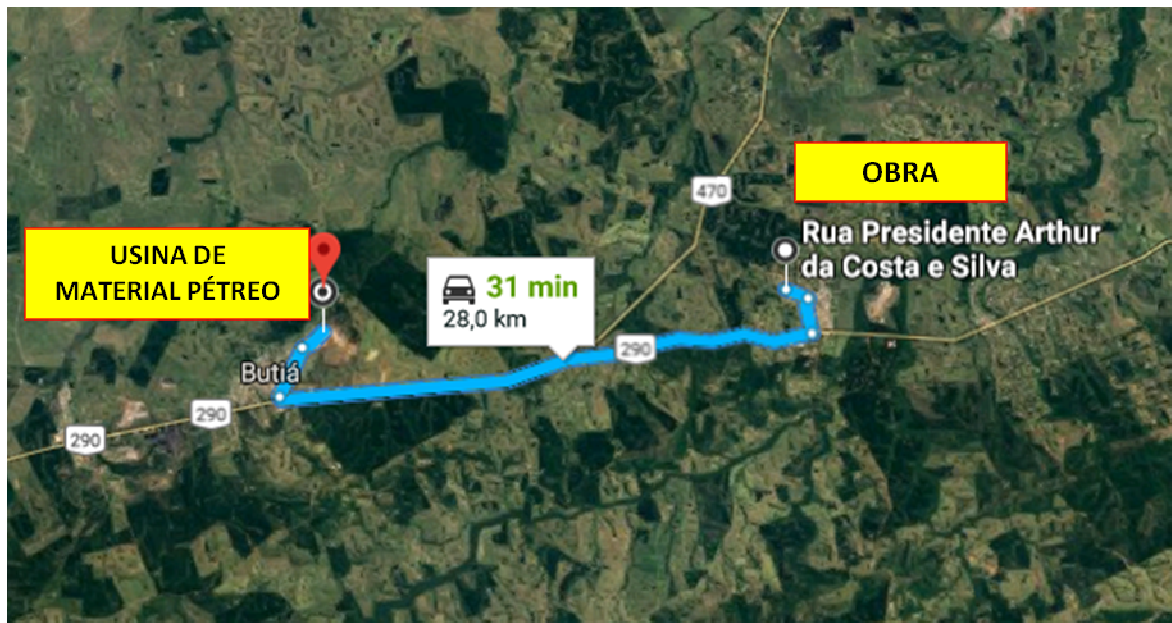 470
OBRA
Rua Presidente Arthur
da Costa e Silva
USINA DE
MATERIAL PÉTREO
31 min
28,0 km
290
Butiá
290
290